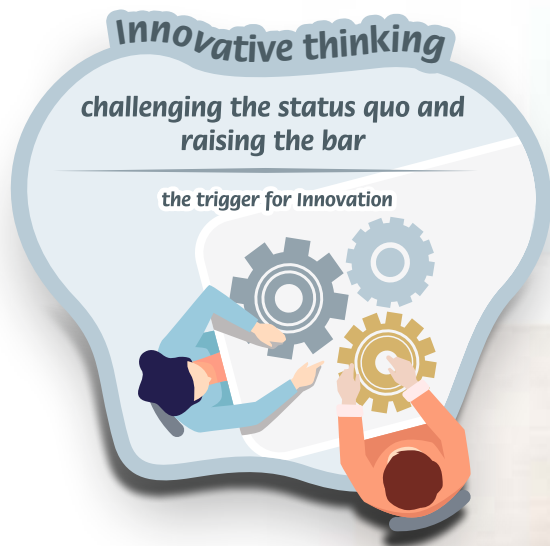 Innovative thinking
challenging the status quo and
raising the bar
the trigger for Innovation